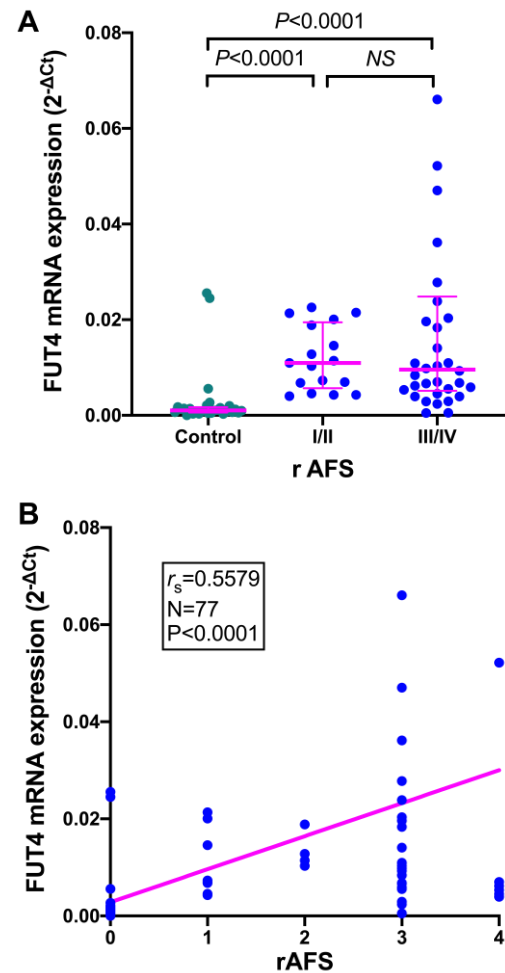 A
P<0.0001
P<0.0001
NS
FUT4 mRNA expression (2-ΔCt)
0.08
0.06
0.04
0.02
0.00
Control
I/II
III/IV
r AFS
B
FUT4 mRNA expression (2-ΔCt)
0.08
0.06
0.04
0.02
0.00
rs=0.5579
N=77
P<0.0001
0
1
2
3
4
rAFS